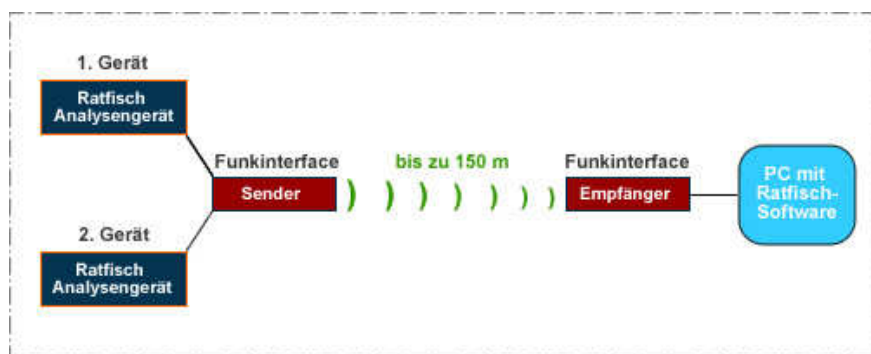 1. Gerät
Ratfisch
Analysengerät
Funkinterface
Sender
bis zu 150 m
Funkinterface
Empfänger
PC mit
Ratfisch-
Software
2. Gerät
Ratfisch
Analysengerät